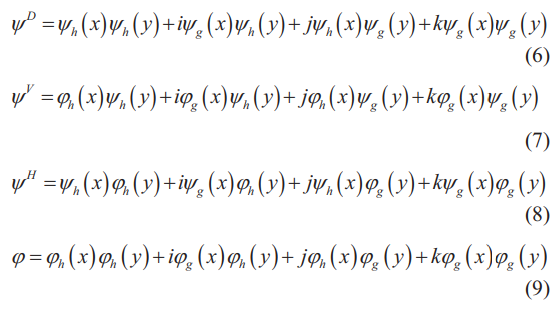 ψ^D =ψ_h(x)ψ_h(y)+iψ_g(x)ψ_h(y)+jψ_h(x)ψ_g(y)+kψ_g(x)ψ_g(y)
(6)
ψ^V =φ_h(x)ψ_h(y)+iφ_g(x)ψ_h(y)+jφ_h(x)ψ_g(y)+kφ_g(x)ψ_g(y)
(7)
ψ^H =ψ_h(x)φ_h(y)+iψ_g(x)φ_h(y)+jψ_h(x)φ_g(y)+kψ_g(x)φ_g(y)
(8)
φ=φ_h(x)φ_h(y)+iφ_g(x)φ_h(y)+jφ_h(x)φ_g(y)+kφ_g(x)φ_g(y)
(9)